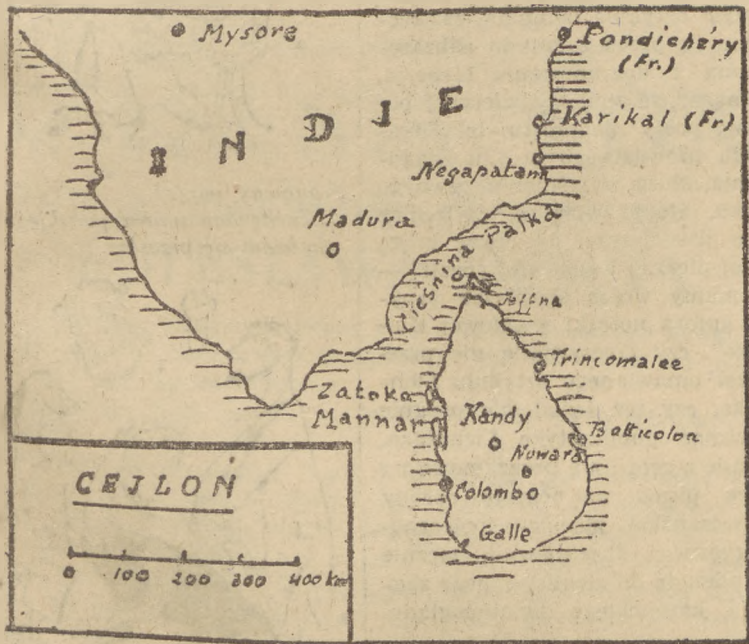 Mysore
Pondichéry
(Fr.)
INDIE
Karikal (Fr)
Negapatam
Madura
Cieśnina Palka
Jaffna
Trincomalee
Zatoka
Mannar
Kandy
Batticoloa
Nuwara
Colombo
Galle
CEJLON
0 100 200 300 400 km